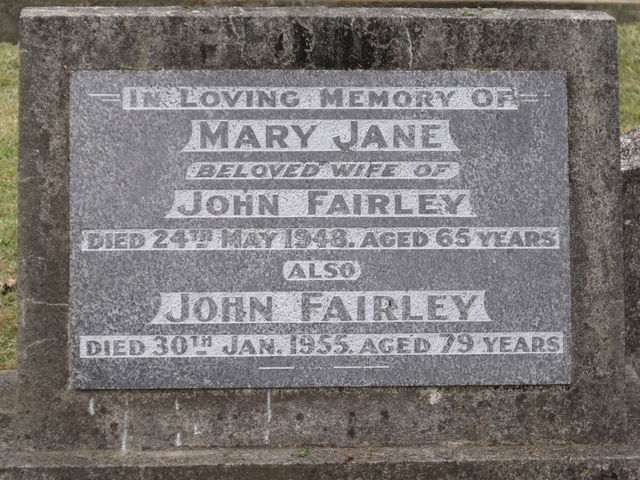 IN LOVING MEMORY OF
MARY JANE
BELOVED WIFE OF
JOHN FAIRLEY
DIED 24TH MAY 1948. AGED 65 YEARS
ALSO
JOHN FAIRLEY
DIED 30TH JAN. 1955. AGED 79 YEARS